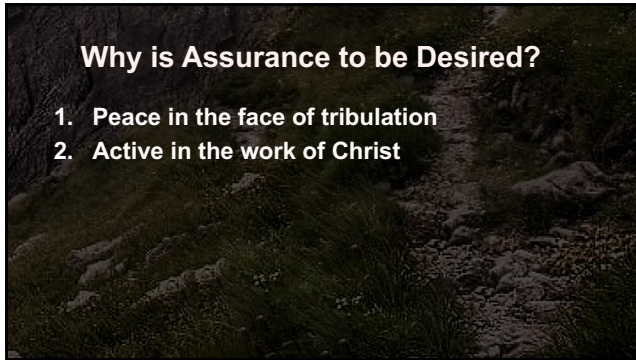 Why is Assurance to be Desired?
1. Peace in the face of tribulation
2. Active in the work of Christ